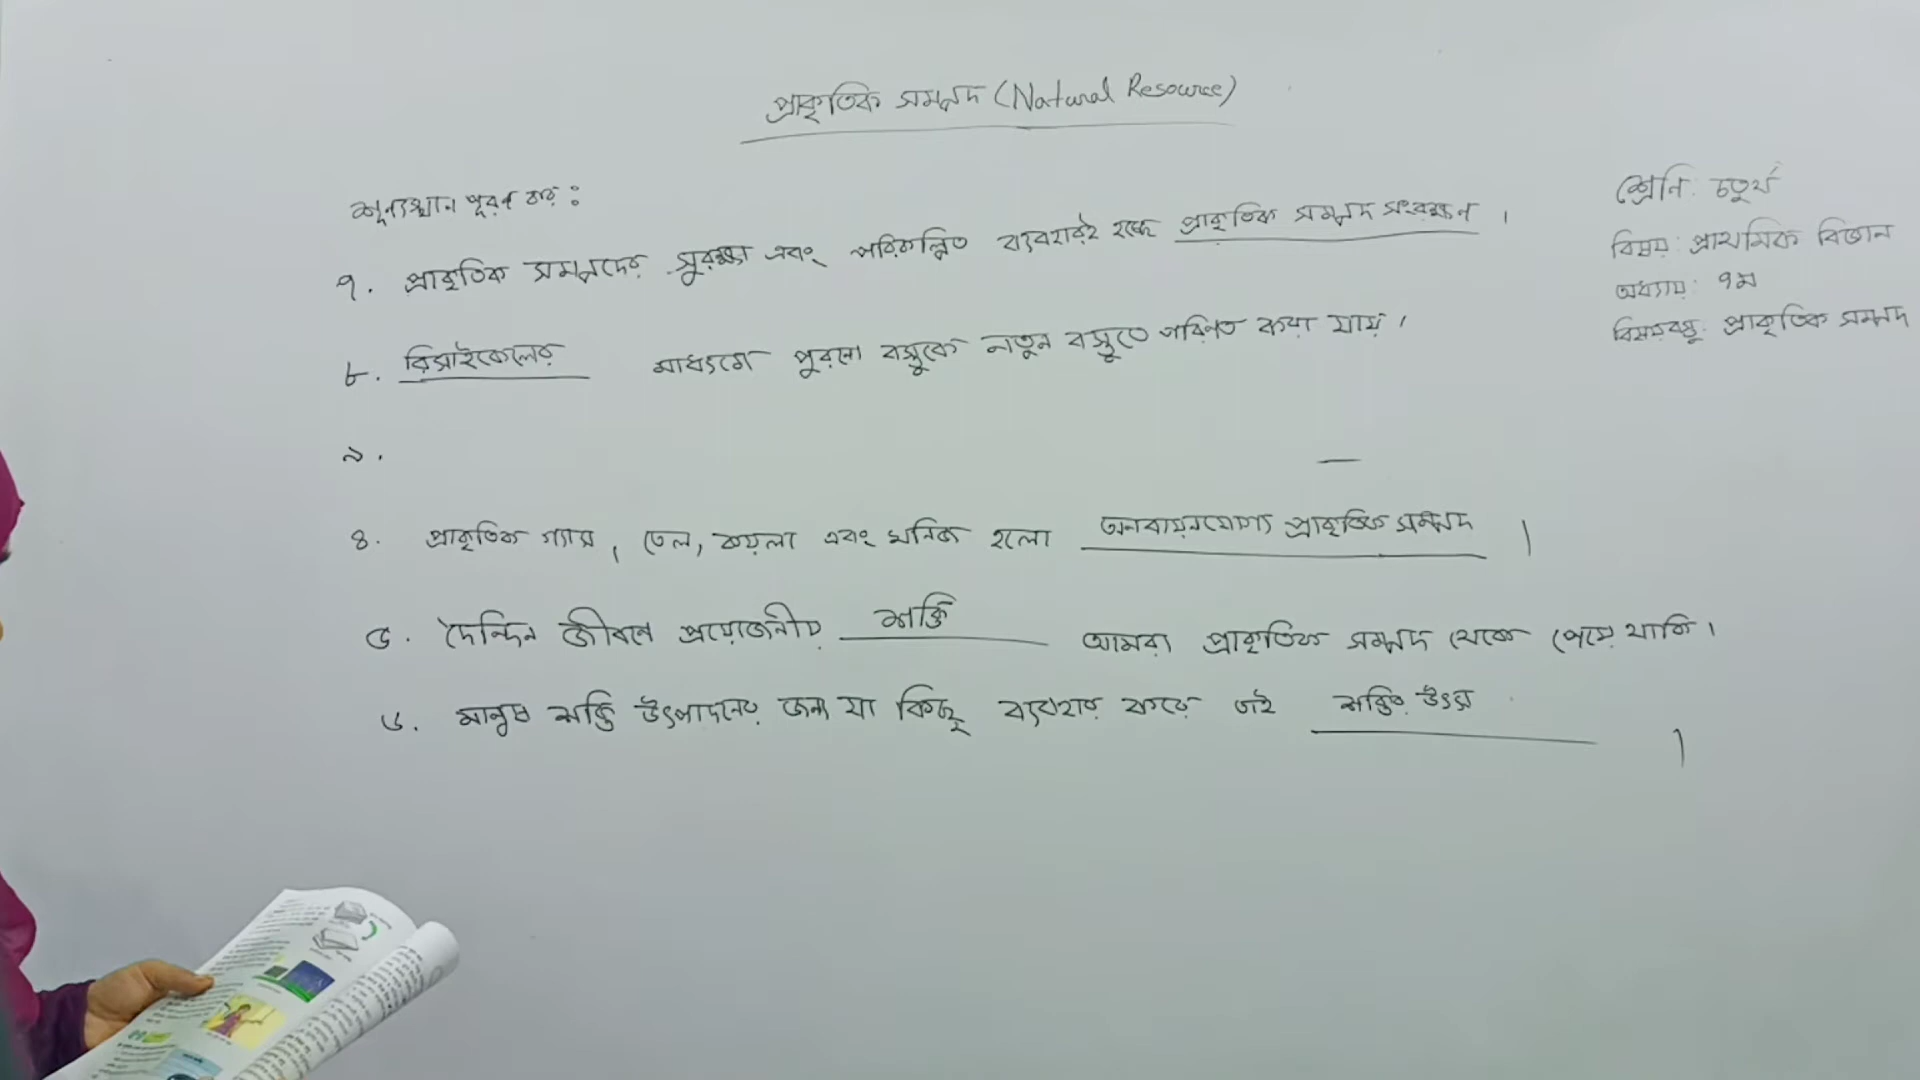 প্রাকৃতিক সম্পদ (Natural Resource)
শূন্যস্থান পূরণ কর :
শ্রেণি: চতুর্থ
বিষয়: প্রাথমিক বিজ্ঞান
অধ্যায়: ৭ম
বিষয়বস্তু: প্রাকৃতিক সম্পদ
৭. প্রাকৃতিক সম্পদের সুরক্ষা এবং পরিকল্পিত ব্যবহারই হচ্ছে প্রাকৃতিক সম্পদ সংরক্ষণ ।
৮. রিসাইকেলের মাধ্যমে পুরনো বস্তুকে নতুন বস্তুতে পরিণত করা যায়।
৯.
৪. প্রাকৃতিক গ্যাস, তেল, কয়লা এবং খনিজ হলো অনবায়নযোগ্য প্রাকৃতিক সম্পদ ।
৫. দৈনন্দিন জীবনে প্রয়োজনীয় শক্তি আমরা প্রাকৃতিক সম্পদ থেকে পেয়ে থাকি।
৬. মানুষ শক্তি উৎপাদনের জন্য যা কিছু ব্যবহার করে তাই শক্তির উৎস ।